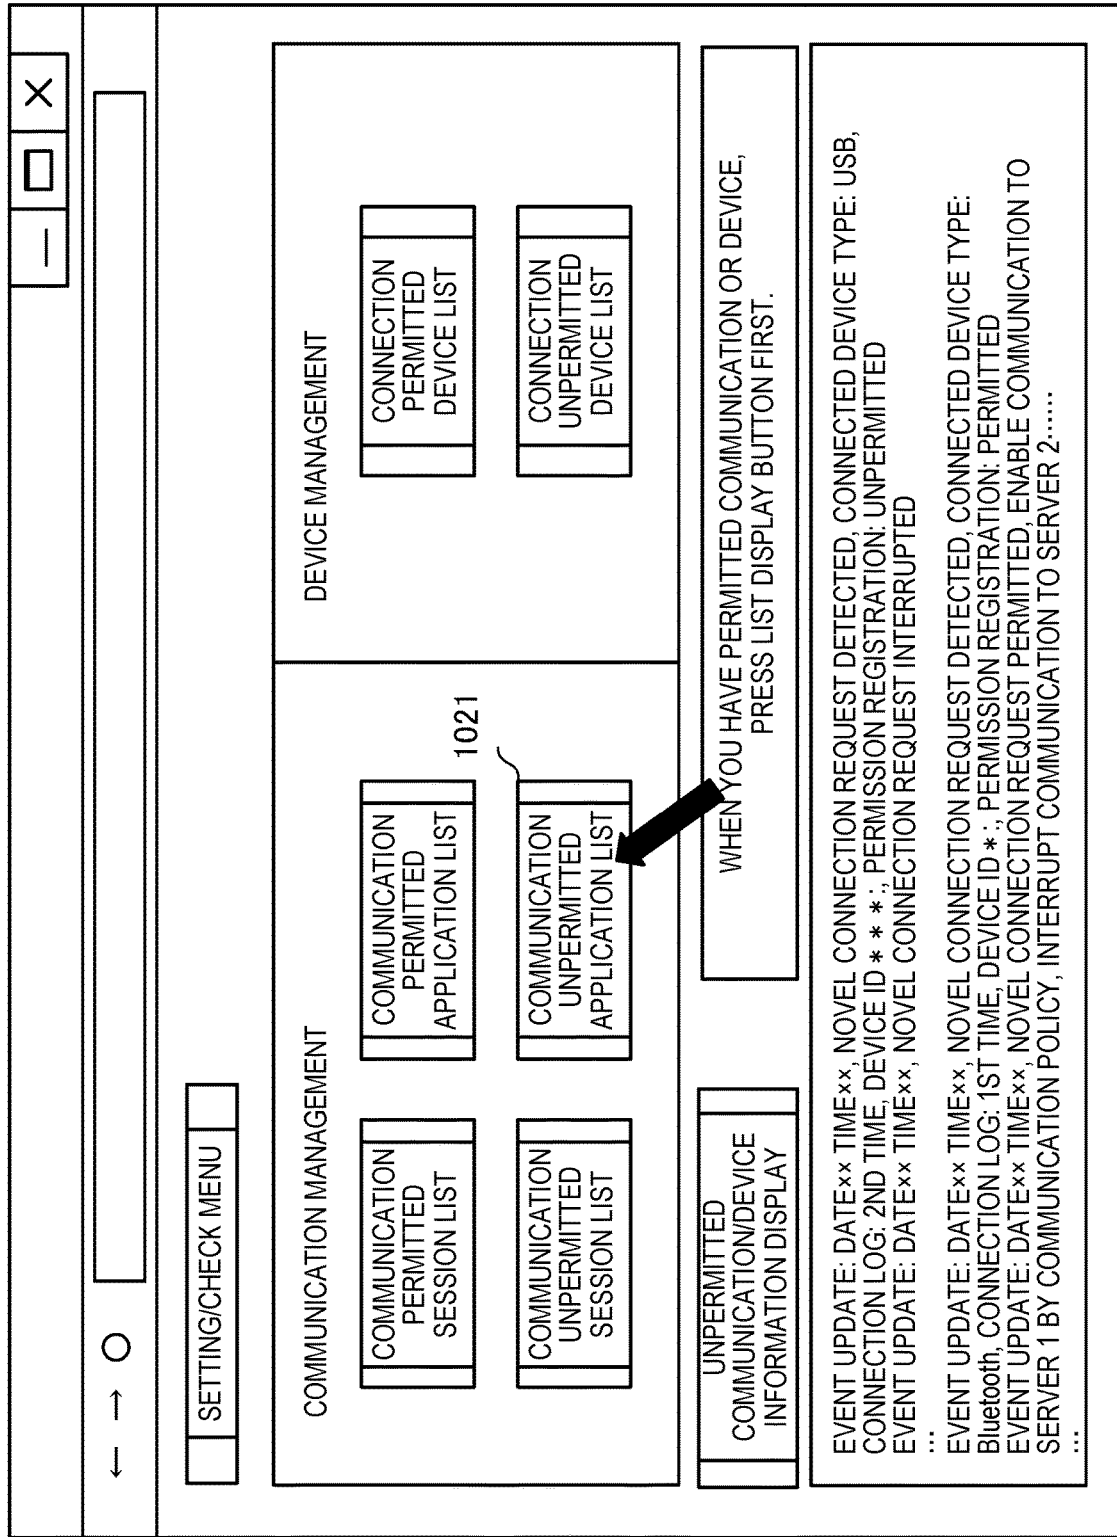 SETTING/CHECK MENU
COMMUNICATION MANAGEMENT
COMMUNICATION
PERMITTED
SESSION LIST
COMMUNICATION
PERMITTED
APPLICATION LIST
COMMUNICATION
UNPERMITTED
SESSION LIST
COMMUNICATION
UNPERMITTED
APPLICATION LIST
1021
DEVICE MANAGEMENT
CONNECTION
PERMITTED
DEVICE LIST
CONNECTION
UNPERMITTED
DEVICE LIST
UNPERMITTED
COMMUNICATION/DEVICE
INFORMATION DISPLAY
WHEN YOU HAVE PERMITTED COMMUNICATION OR DEVICE,
PRESS LIST DISPLAY BUTTON FIRST.
EVENT UPDATE: DATE×× TIME××, NOVEL CONNECTION REQUEST DETECTED, CONNECTED DEVICE TYPE: USB,
CONNECTION LOG: 2ND TIME, DEVICE ID * * *:, PERMISSION REGISTRATION: UNPERMITTED
EVENT UPDATE: DATE×× TIME××, NOVEL CONNECTION REQUEST INTERRUPTED
...
EVENT UPDATE: DATE×× TIME××, NOVEL CONNECTION REQUEST DETECTED, CONNECTED DEVICE TYPE:
Bluetooth, CONNECTION LOG: 1ST TIME, DEVICE ID *:, PERMISSION REGISTRATION: PERMITTED
EVENT UPDATE: DATE×× TIME××, NOVEL CONNECTION REQUEST PERMITTED, ENABLE COMMUNICATION TO
SERVER 1 BY COMMUNICATION POLICY, INTERRUPT COMMUNICATION TO SERVER 2.....
...